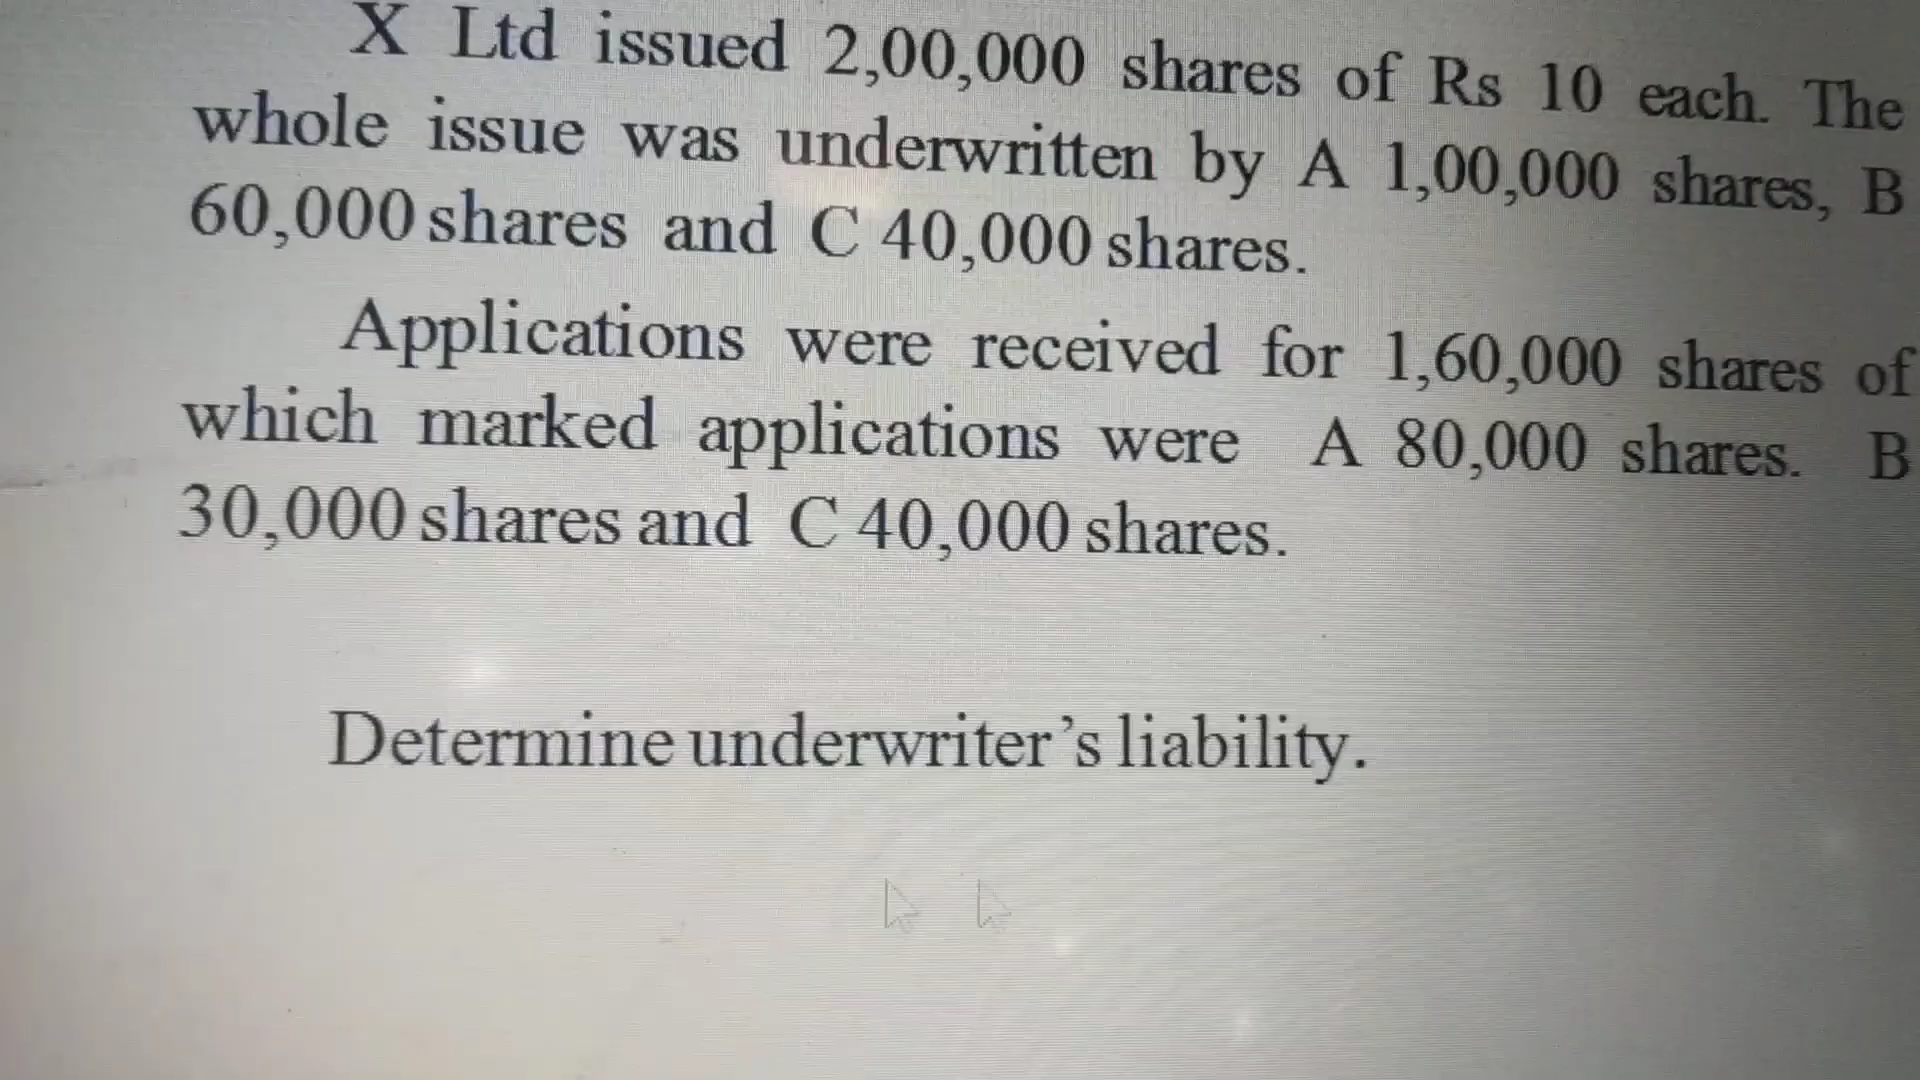 X Ltd issued 2,00,000 shares of Rs 10 each. The
whole issue was underwritten by A 1,00,000 shares, B
60,000 shares and C 40,000 shares.
Applications were received for 1,60,000 shares of
which marked applications were A 80,000 shares. B
30,000 shares and C 40,000 shares.
Determine underwriter's liability.